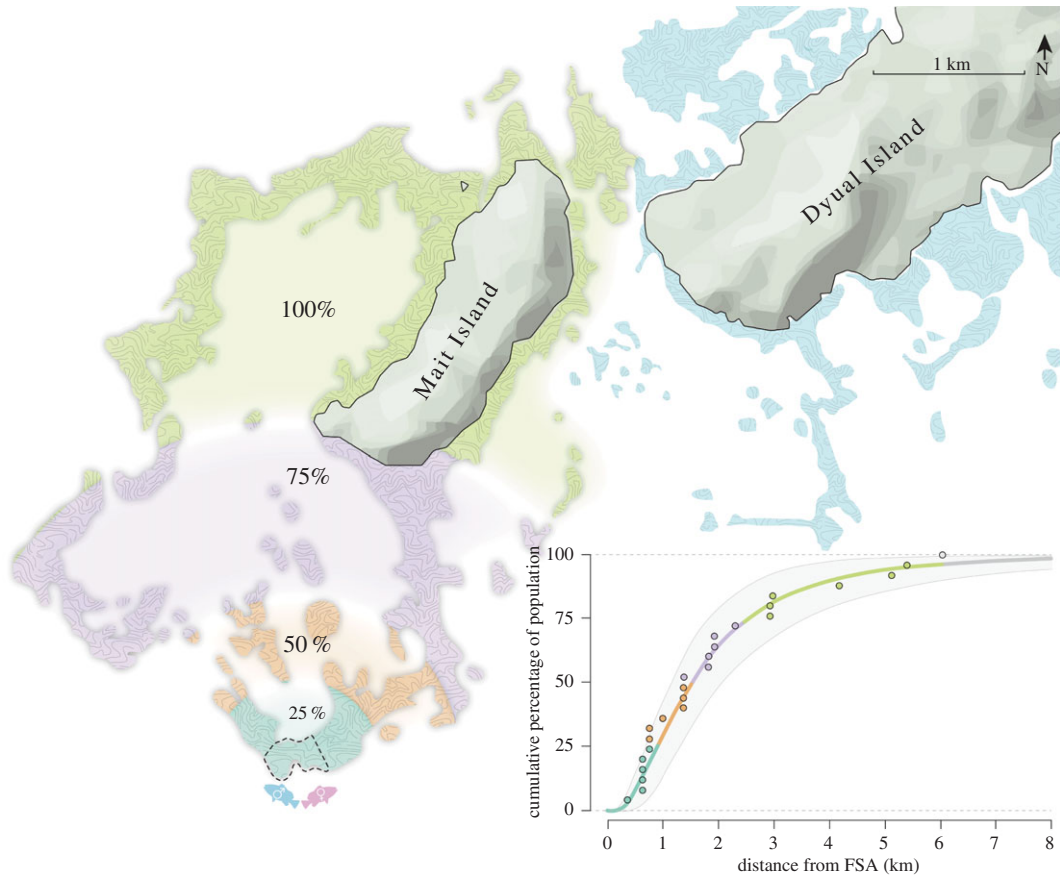 1 km
N
Dyual Island
Mait Island
100%
75%
50 %
25 %
cumulative percentage of population
100
75
50
25
0
0 1 2 3 4 5 6 7 8
distance from FSA (km)